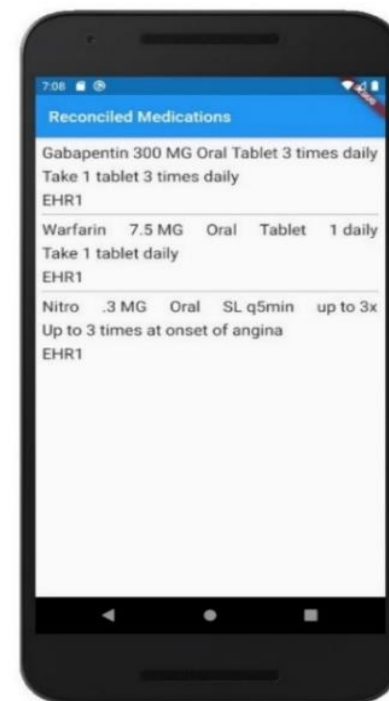 7:08
DEBUG
Reconciled Medications
Gabapentin 300 MG Oral Tablet 3 times daily
Take 1 tablet 3 times daily
EHR1
Warfarin 7.5 MG Oral Tablet 1 daily
Take 1 tablet daily
EHR1
Nitro .3 MG Oral SL q5min up to 3x
Up to 3 times at onset of angina
EHR1